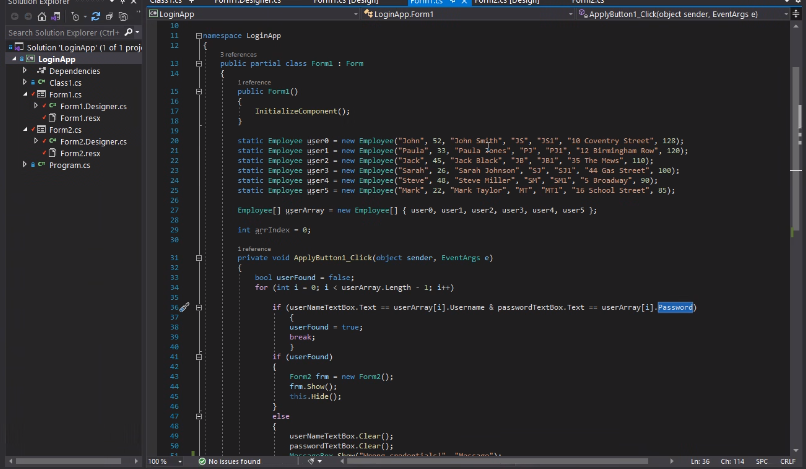 Solution Explorer
Search Solution Explorer (Ctrl+
Solution 'LoginApp' (1 of 1 proj
LoginApp
Dependencies
Class1.cs
Form1.cs
Form1.Designer.cs
Form1.resx
Form2.cs
Form2.Designer.cs
Form2.resx
Program.cs
Class1.cs
Form1.Designer.cs
Form1.cs [Design]
Form1.cs
Form2.cs [Design]
Form2.cs
LoginApp
LoginApp.Form1
ApplyButton1_Click(object sender, EventArgs e)
10
11 namespace LoginApp
12 {
3 references
13 public partial class Form1 : Form
14 {
1 reference
15 public Form1()
16 {
17 InitializeComponent();
18 }
19
20 static Employee user0 = new Employee("John", 52, "John Smith", "JS", "JS1", "10 Coventry Street", 128);
21 static Employee user1 = new Employee("Paula", 33, "Paula Jones", "PJ", "PJ1", "12 Birmingham Row", 120);
22 static Employee user2 = new Employee("Jack", 45, "Jack Black", "JB", "JB1", "35 The Mews", 110);
23 static Employee user3 = new Employee("Sarah", 26, "Sarah Johnson", "SJ", "SJ1", "44 Gas Street", 100);
24 static Employee user4 = new Employee("Steve", 48, "Steve Miller", "SM", "SM1", "5 Broadway", 90);
25 static Employee user5 = new Employee("Mark", 22, "Mark Taylor", "MT", "MT1", "16 School Street", 85);
26
27 Employee[] userArray = new Employee[] { user0, user1, user2, user3, user4, user5 };
28
29 int arrIndex = 0;
30
1 reference
31 private void ApplyButton1_Click(object sender, EventArgs e)
32 {
33 bool userFound = false;
34 for (int i = 0; i < userArray.Length - 1; i++)
35
36 if (userNameTextBox.Text == userArray[i].Username & passwordTextBox.Text == userArray[i].Password)
37 {
38 userFound = true;
39 break;
40 }
41 if (userFound)
42 {
43 Form2 frm = new Form2();
44 frm.Show();
45 this.Hide();
46 }
47 else
48 {
49 userNameTextBox.Clear();
50 passwordTextBox.Clear();
51 MessageBox.Show("Wrong credentials!", "Message");
100 %
No issues found
Ln: 36 Ch: 114 SPC CRLF